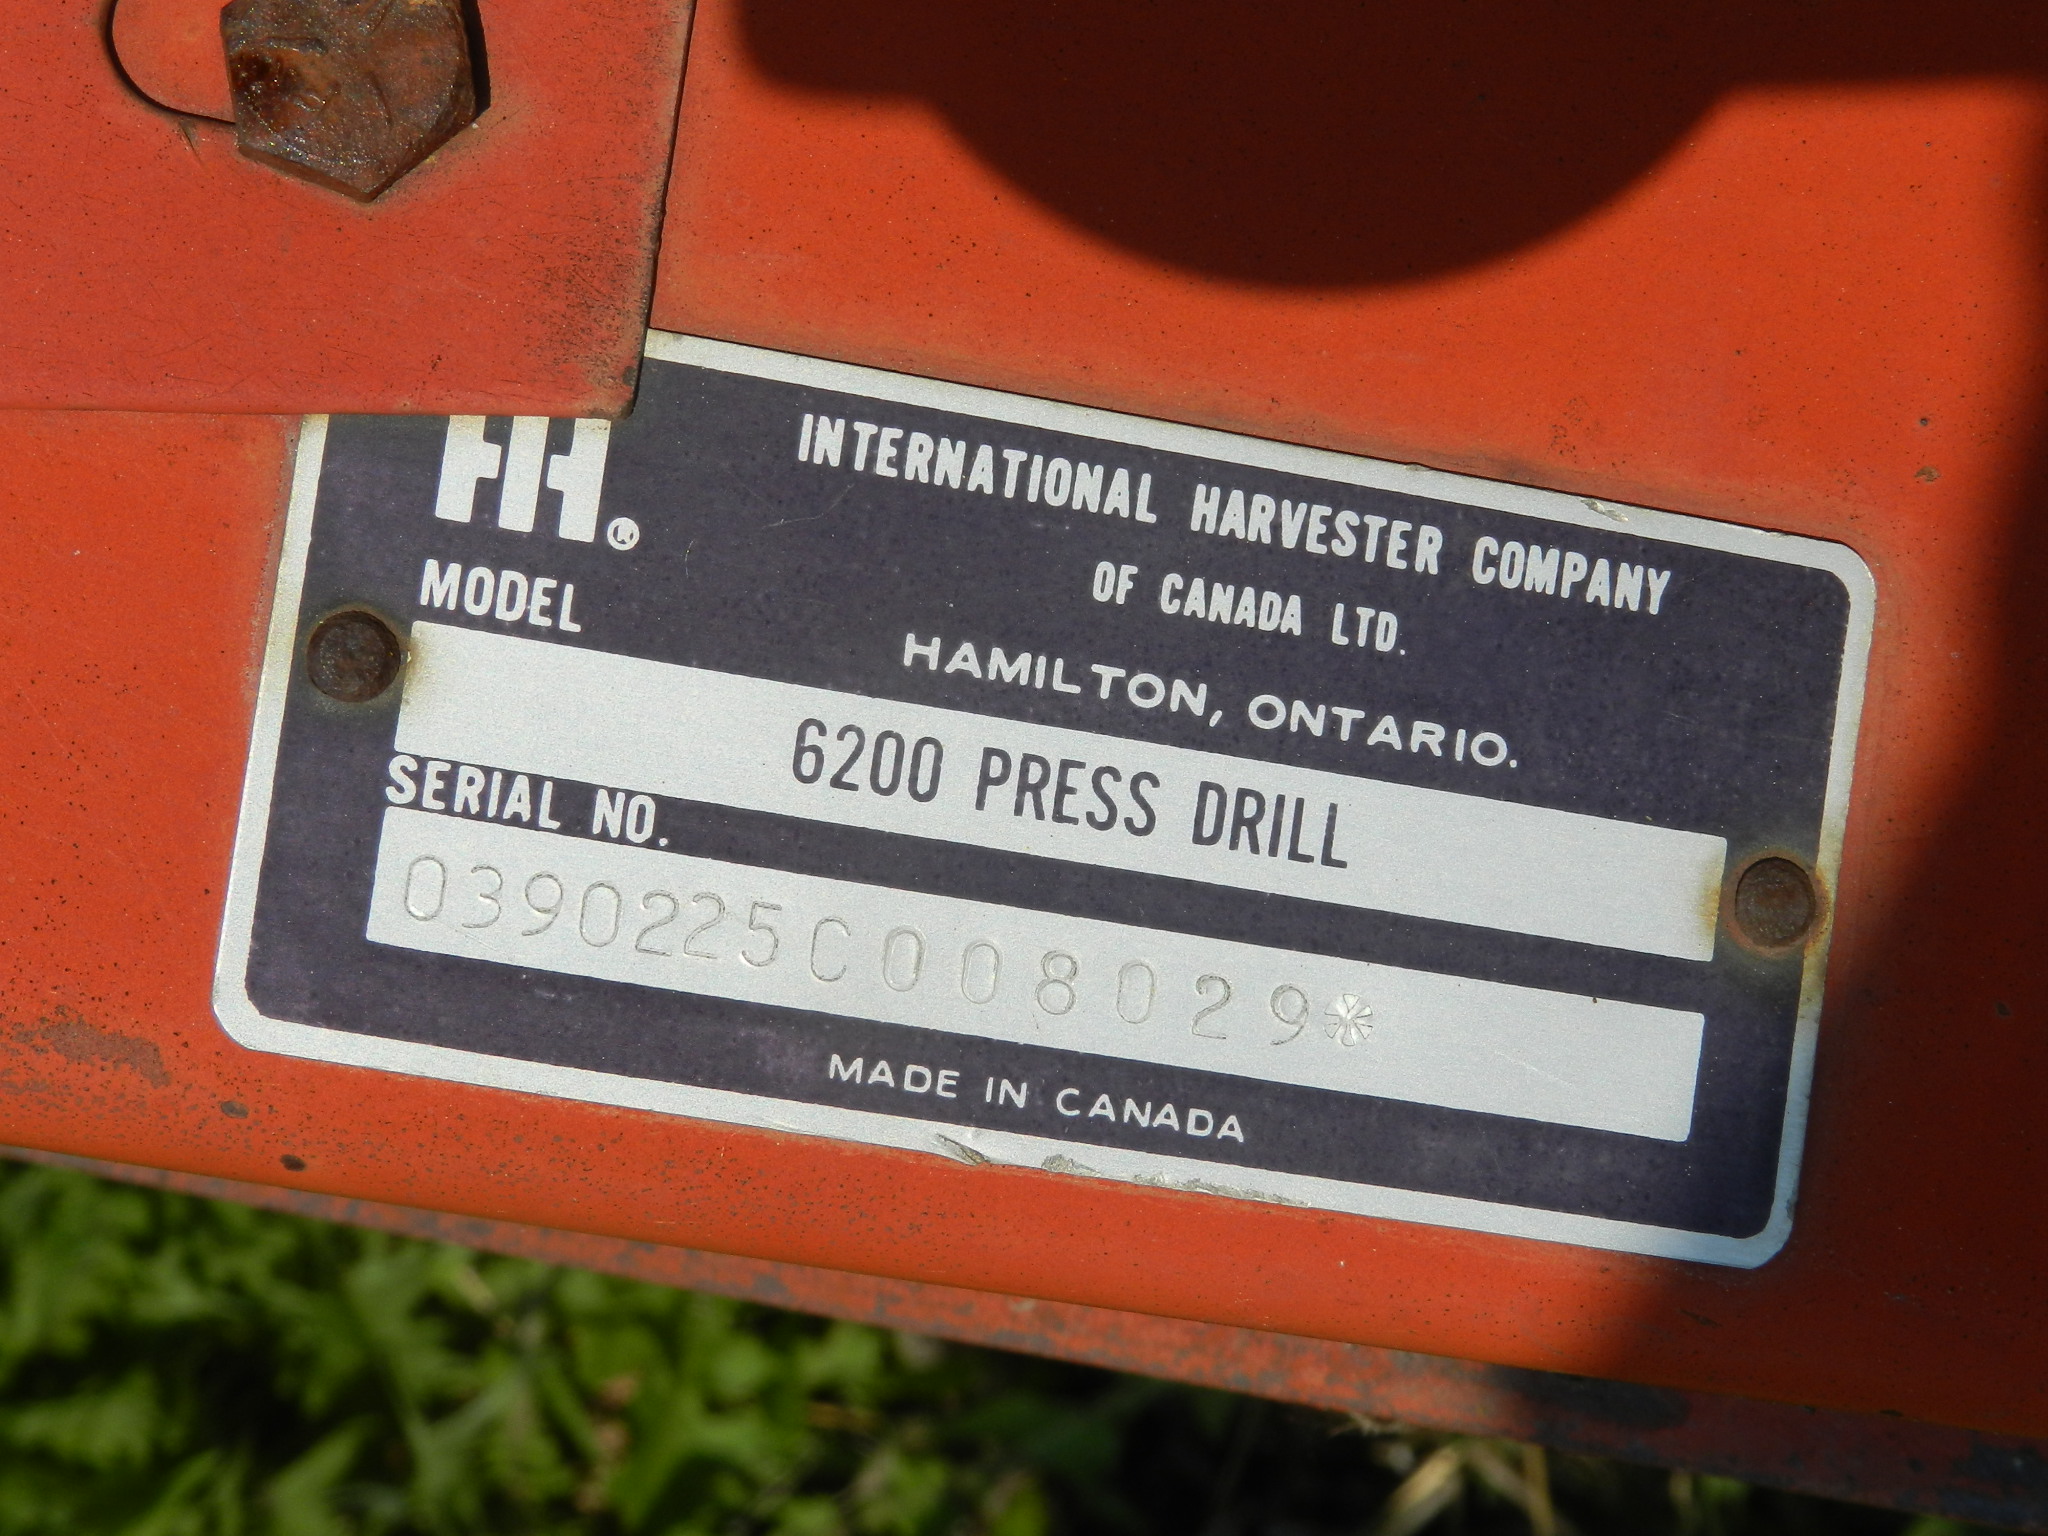 IH®
INTERNATIONAL HARVESTER COMPANY
OF CANADA LTD.
HAMILTON, ONTARIO.
MODEL
6200 PRESS DRILL
SERIAL NO.
0390225C008029*
MADE IN CANADA